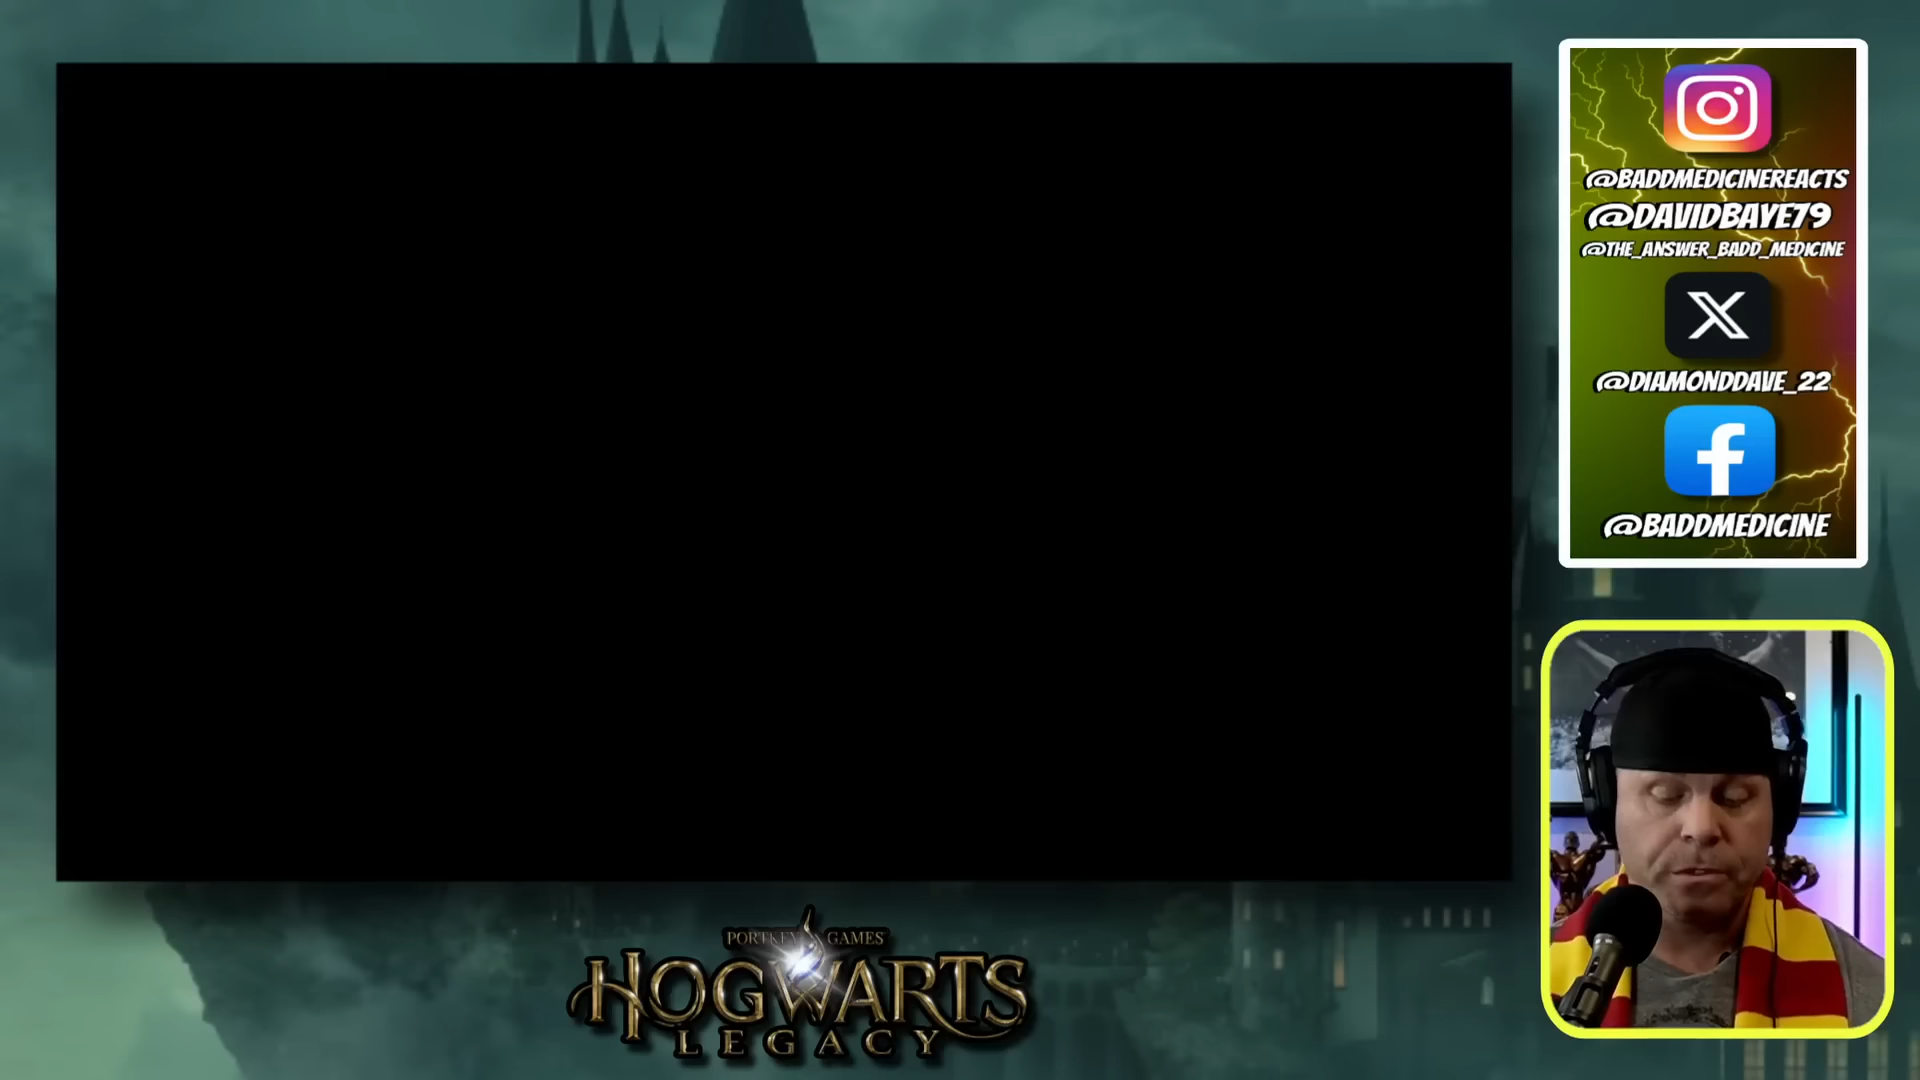 @BADDMEDICINEREACTS
@DAVIDBAYE79
@THE_ANSWER_BADD_MEDICINE
@DIAMONDDAVE_22
@BADDMEDICINE
PORTKEY GAMES
HOGWARTS
LEGACY